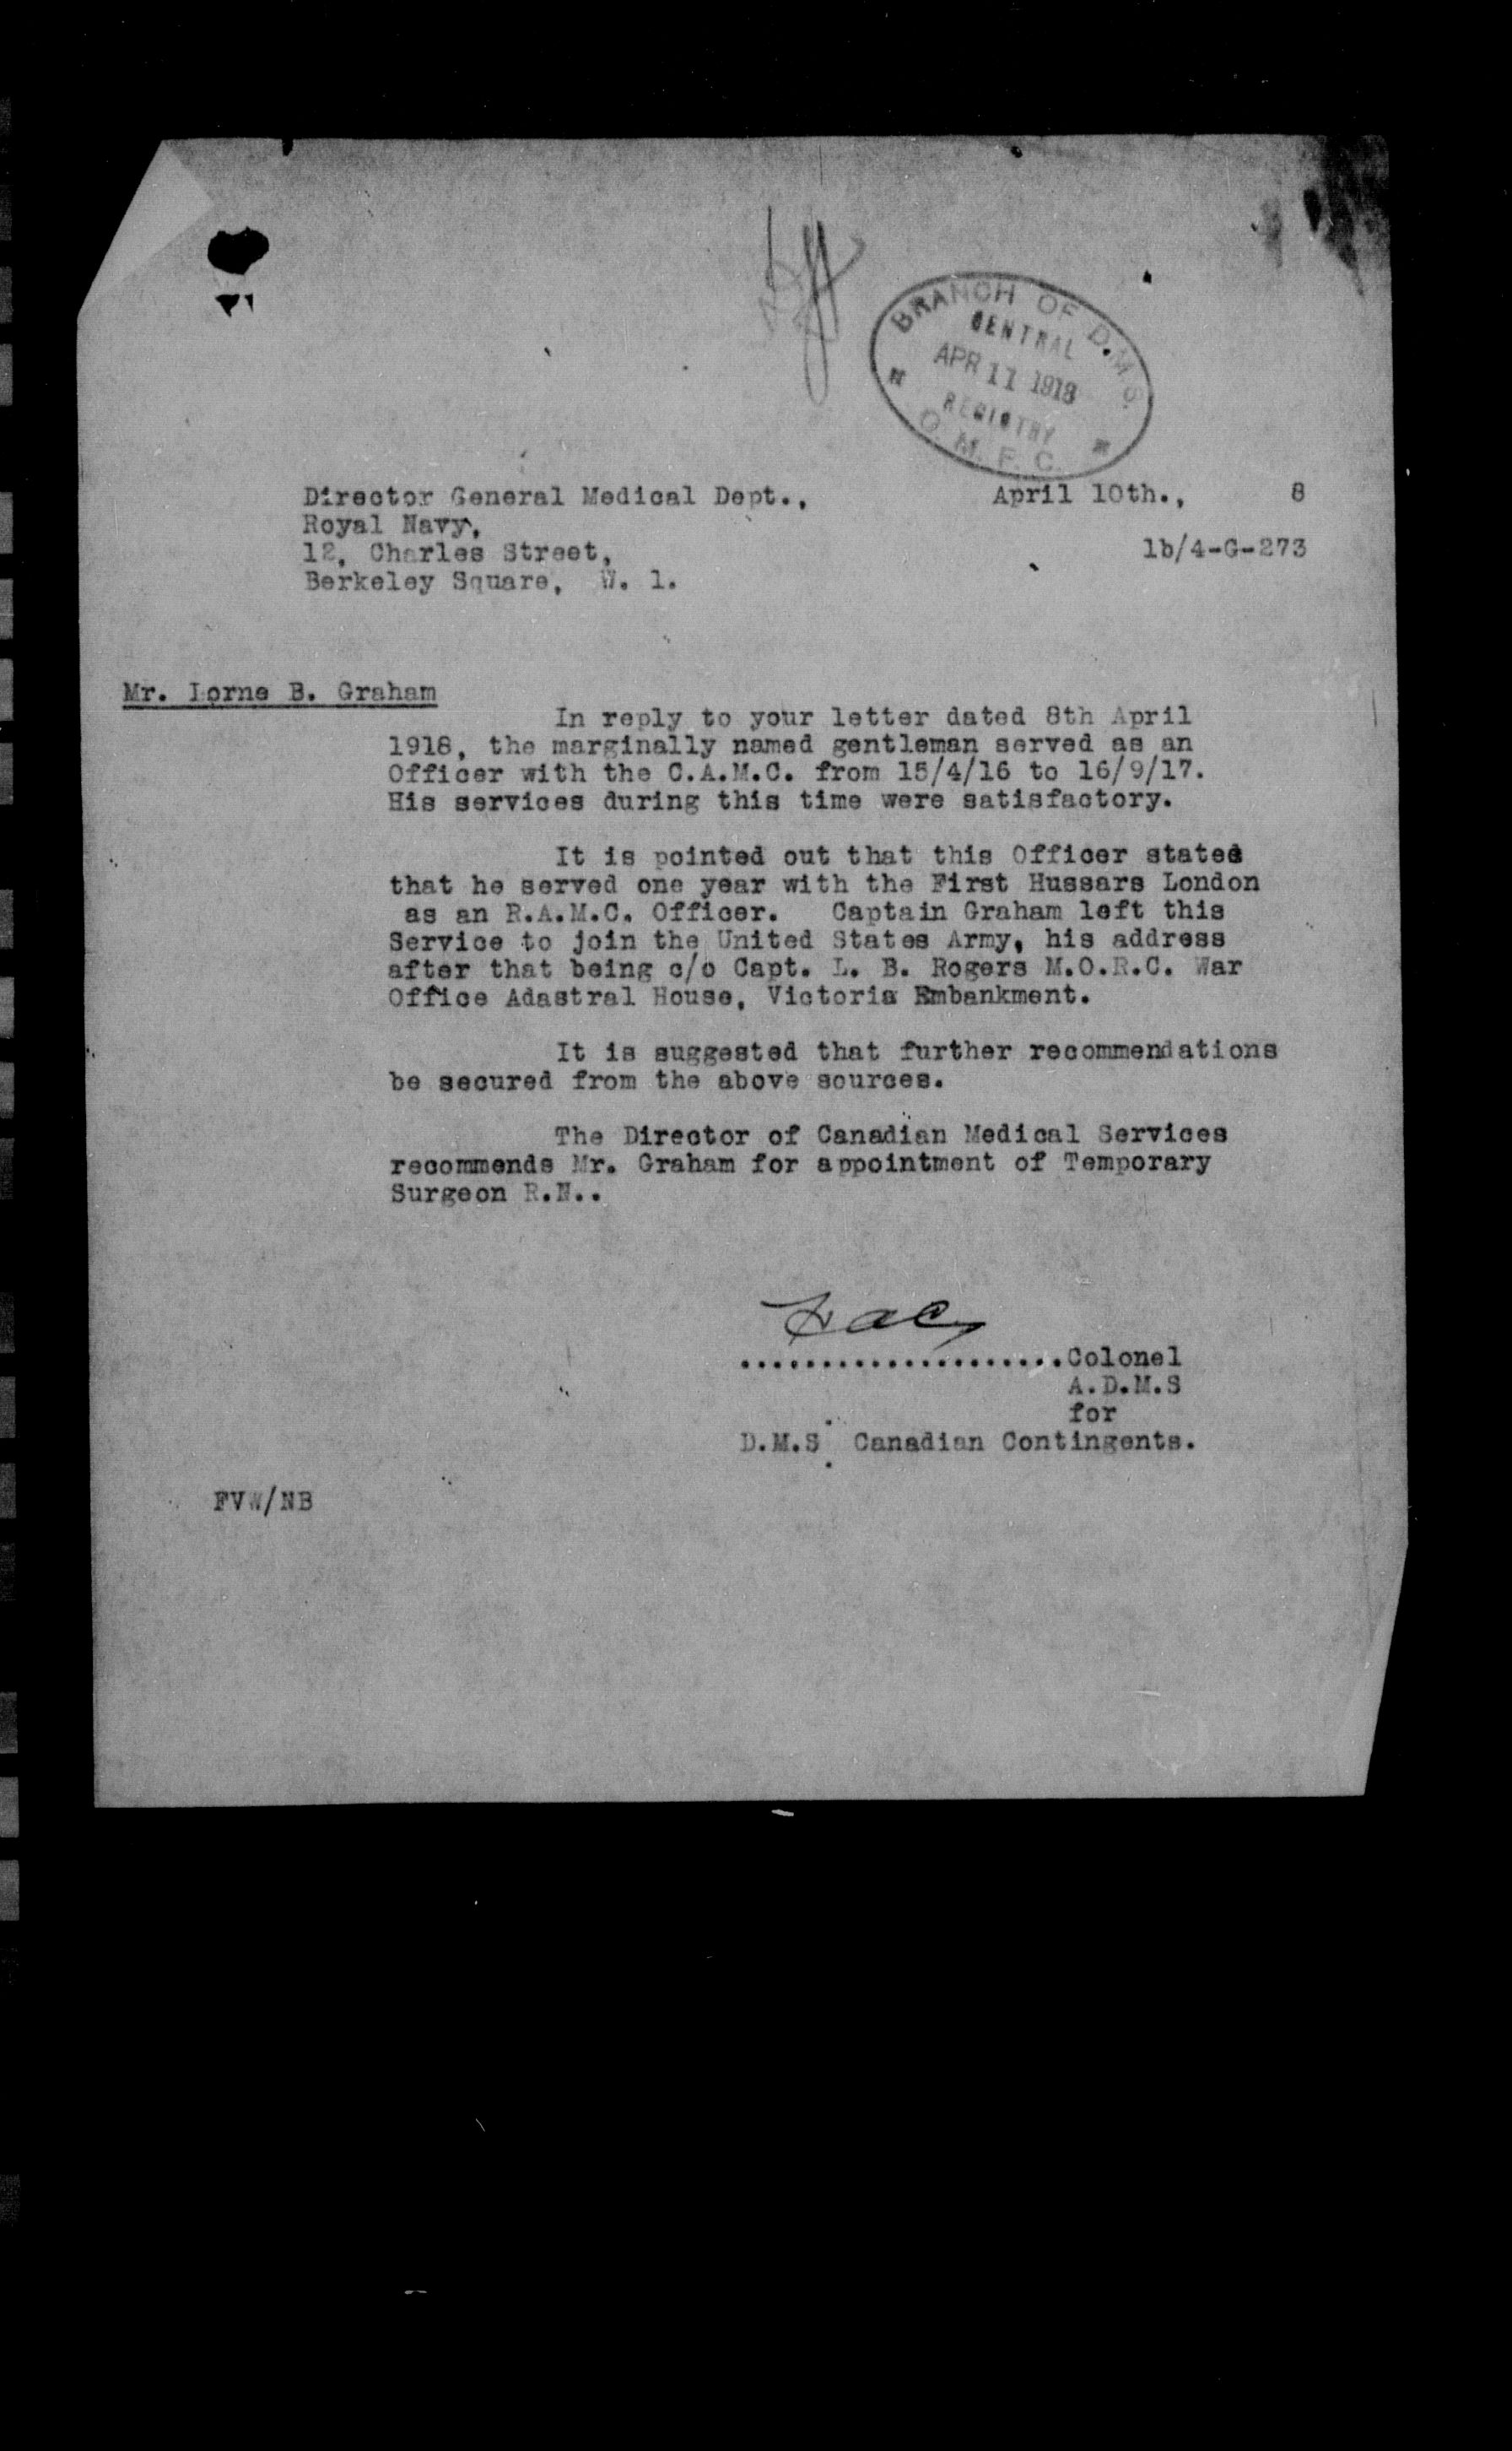 BRANCH OF D.M.S.
CENTRAL
APR 11 1918
REGISTRY
O. M. F. C.
Director General Medical Dept., April 10th., 8
Royal Navy,
12, Charles Street, 1b/4-G-273
Berkeley Square, W. 1.
Mr. Lorne B. Graham
In reply to your letter dated 8th April
1918, the marginally named gentleman served as an
Officer with the C.A.M.C. from 15/4/16 to 16/9/17.
His services during this time were satisfactory.
It is pointed out that this Officer states
that he served one year with the First Hussars London
as an R.A.M.C. Officer. Captain Graham left this
Service to join the United States Army, his address
after that being c/o Capt. L. B. Rogers M.O.R.C. War
Office Adastral House, Victoria Embankment.
It is suggested that further recommendations
be secured from the above sources.
The Director of Canadian Medical Services
recommends Mr. Graham for appointment of Temporary
Surgeon R.N..
....................Colonel
A.D.M.S
for
D.M.S. Canadian Contingents.
FVW/NB